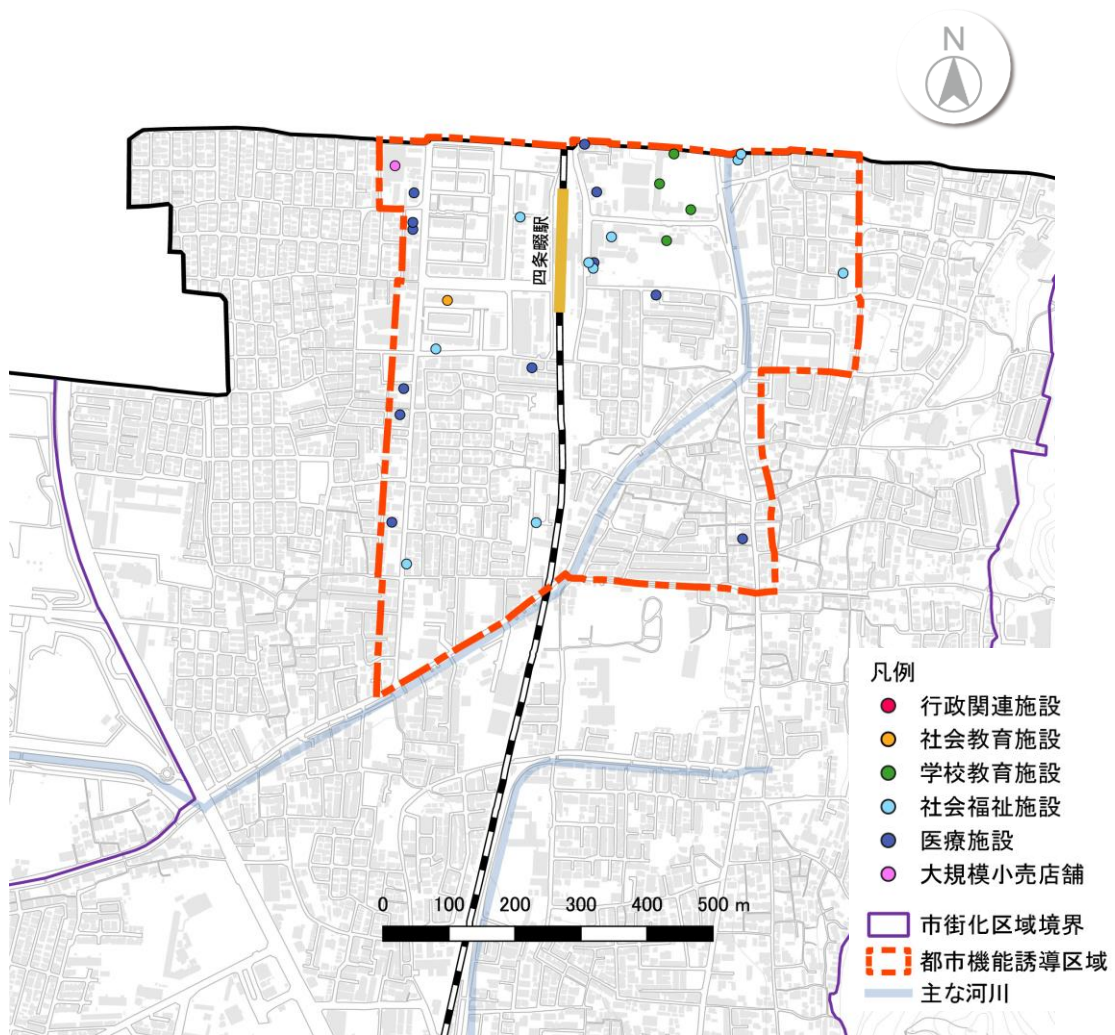 N
四条畷駅
凡例
行政関連施設
社会教育施設
学校教育施設
社会福祉施設
医療施設
大規模小売店舗
0 100 200 300 400 500 m
市街化区域境界
都市機能誘導区域
主な河川